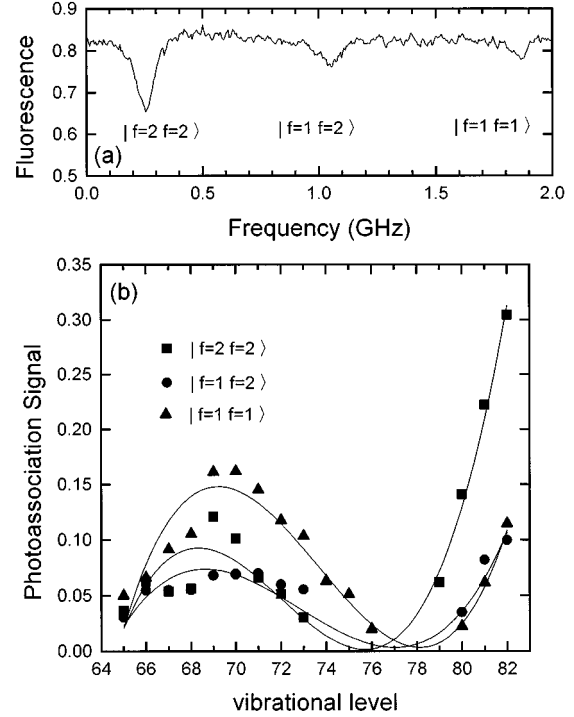 0.9
0.8
0.7
0.6
0.5
Fluorescence
| f=2 f=2 ⟩ | f=1 f=2 ⟩ | f=1 f=1 ⟩
(a)
0.0 0.5 1.0 1.5 2.0
Frequency (GHz)
(b)
0.35
0.30
0.25
0.20
0.15
0.10
0.05
0.00
Photoassociation Signal
| f=2 f=2 ⟩
| f=1 f=2 ⟩
| f=1 f=1 ⟩
64 66 68 70 72 74 76 78 80 82
vibrational level